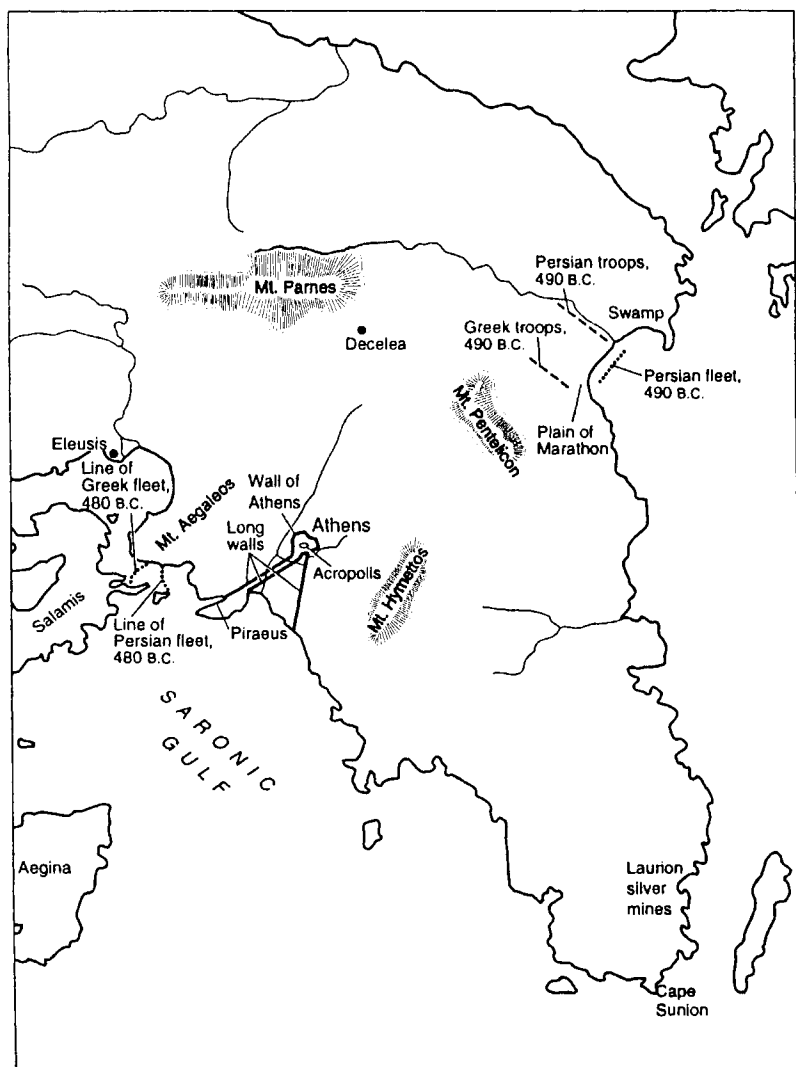 Persian troops,
490 B.C.
Swamp
Mt. Parnes
Greek troops,
490 B.C.
Decelea
Persian fleet,
490 B.C.
Mt. Pentelicon
Plain of
Marathon
Eleusis
Line of
Greek fleet,
480 B.C.
Mt. Aegaleos
Wall of
Athens
Long
walls
Athens
Acropolis
Mt. Hymettos
Salamis
Line of
Persian fleet,
480 B.C.
Piraeus
SARONIC
GULF
Aegina
Laurion
silver
mines
Cape
Sunion